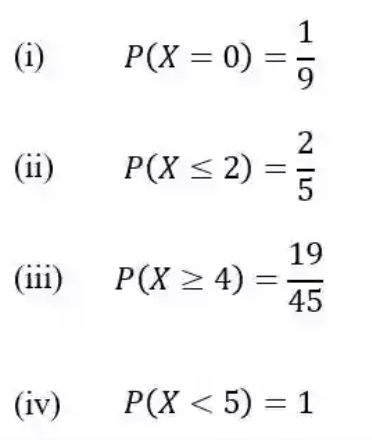 (i) P(X = 0) = 1/9
(ii) P(X ≤ 2) = 2/5
(iii) P(X ≥ 4) = 19/45
(iv) P(X < 5) = 1